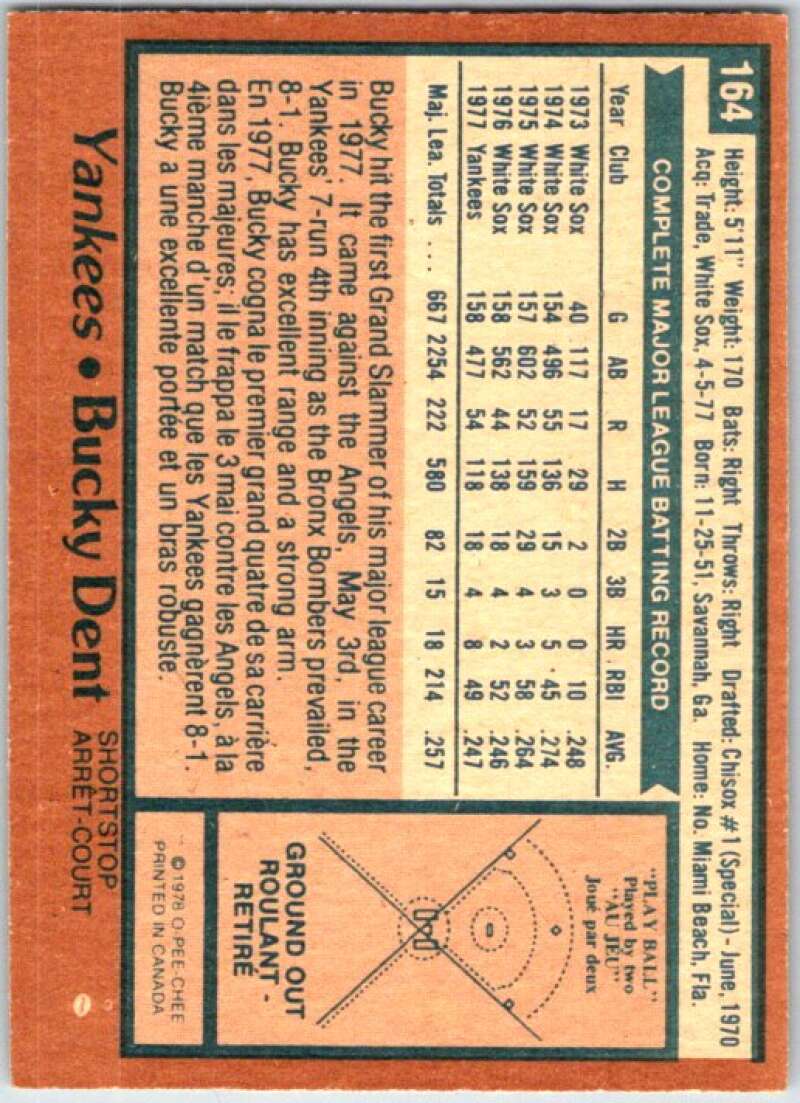 164
Height: 5'11" Weight: 170 Bats: Right Throws: Right Drafted: Chisox #1 (Special) - June, 1970
Acq: Trade, White Sox, 4-5-77 Born: 11-25-51, Savannah, Ga. Home: No. Miami Beach, Fla.
COMPLETE MAJOR LEAGUE BATTING RECORD
Year Club G AB R H 2B 3B HR RBI AVG.
1973 White Sox 40 117 17 29 2 0 0 10 .248
1974 White Sox 154 496 55 136 15 3 5 45 .274
1975 White Sox 157 602 52 159 29 4 3 58 .264
1976 White Sox 158 562 44 138 18 4 2 52 .246
1977 Yankees 158 477 54 118 18 4 8 49 .247
Maj. Lea. Totals ... 667 2254 222 580 82 15 18 214 .257
Bucky hit the first Grand Slammer of his major league career
in 1977. It came against the Angels, May 3rd, in the
Yankees' 7-run 4th inning as the Bronx Bombers prevailed,
8-1. Bucky has excellent range and a strong arm.
En 1977, Bucky cogna le premier grand quatre de sa carrière
dans les majeures; il le frappa le 3 mai contre les Angels, à la
4ième manche d'un match que les Yankees gagnèrent 8-1.
Bucky a une excellente portée et un bras robuste.
"PLAY BALL"
Played by two
"AU JEU"
Joué par deux
GROUND OUT
ROULANT -
RETIRÉ
©1978 O-PEE-CHEE
PRINTED IN CANADA
Yankees • Bucky Dent
SHORTSTOP
ARRÊT-COURT